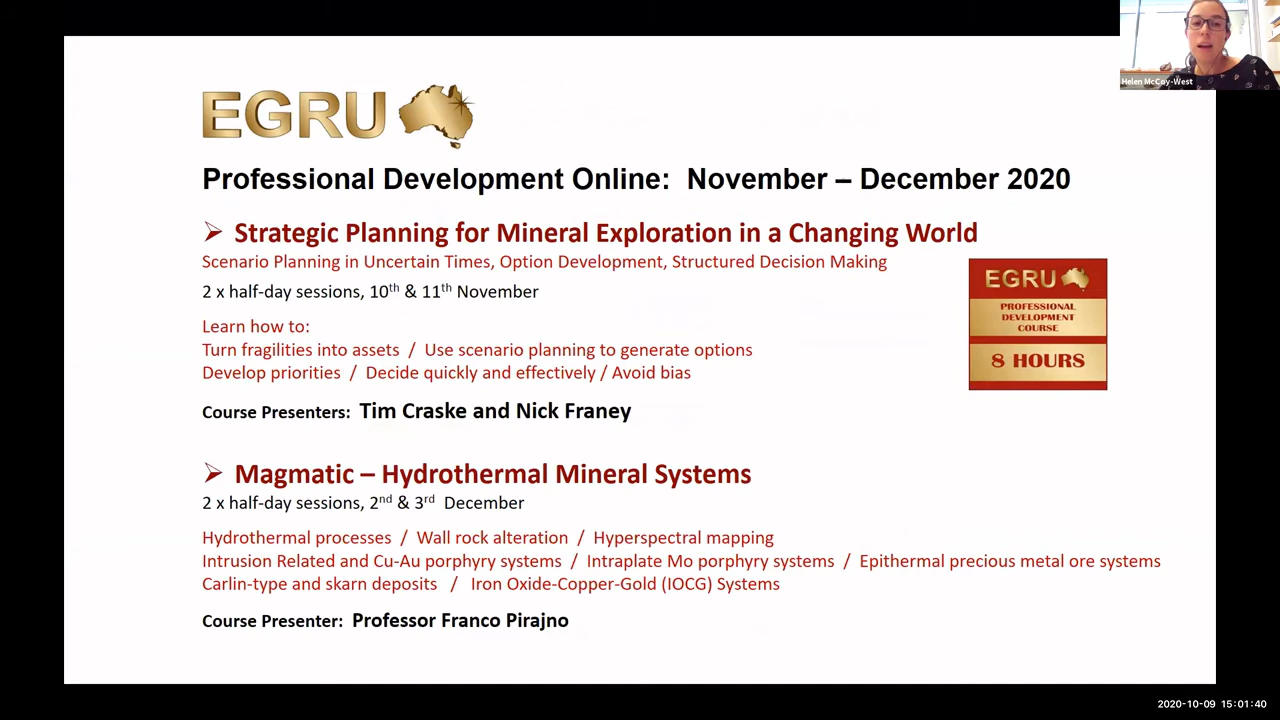 Helen McCoy-West
EGRU
Professional Development Online: November – December 2020
➢ Strategic Planning for Mineral Exploration in a Changing World
Scenario Planning in Uncertain Times, Option Development, Structured Decision Making
2 x half-day sessions, 10th & 11th November
Learn how to:
Turn fragilities into assets / Use scenario planning to generate options
Develop priorities / Decide quickly and effectively / Avoid bias
Course Presenters: Tim Craske and Nick Franey
EGRU
PROFESSIONAL
DEVELOPMENT
COURSE
8 HOURS
➢ Magmatic – Hydrothermal Mineral Systems
2 x half-day sessions, 2nd & 3rd December
Hydrothermal processes / Wall rock alteration / Hyperspectral mapping
Intrusion Related and Cu-Au porphyry systems / Intraplate Mo porphyry systems / Epithermal precious metal ore systems
Carlin-type and skarn deposits / Iron Oxide-Copper-Gold (IOCG) Systems
Course Presenter: Professor Franco Pirajno
2020-10-09 15:01:40